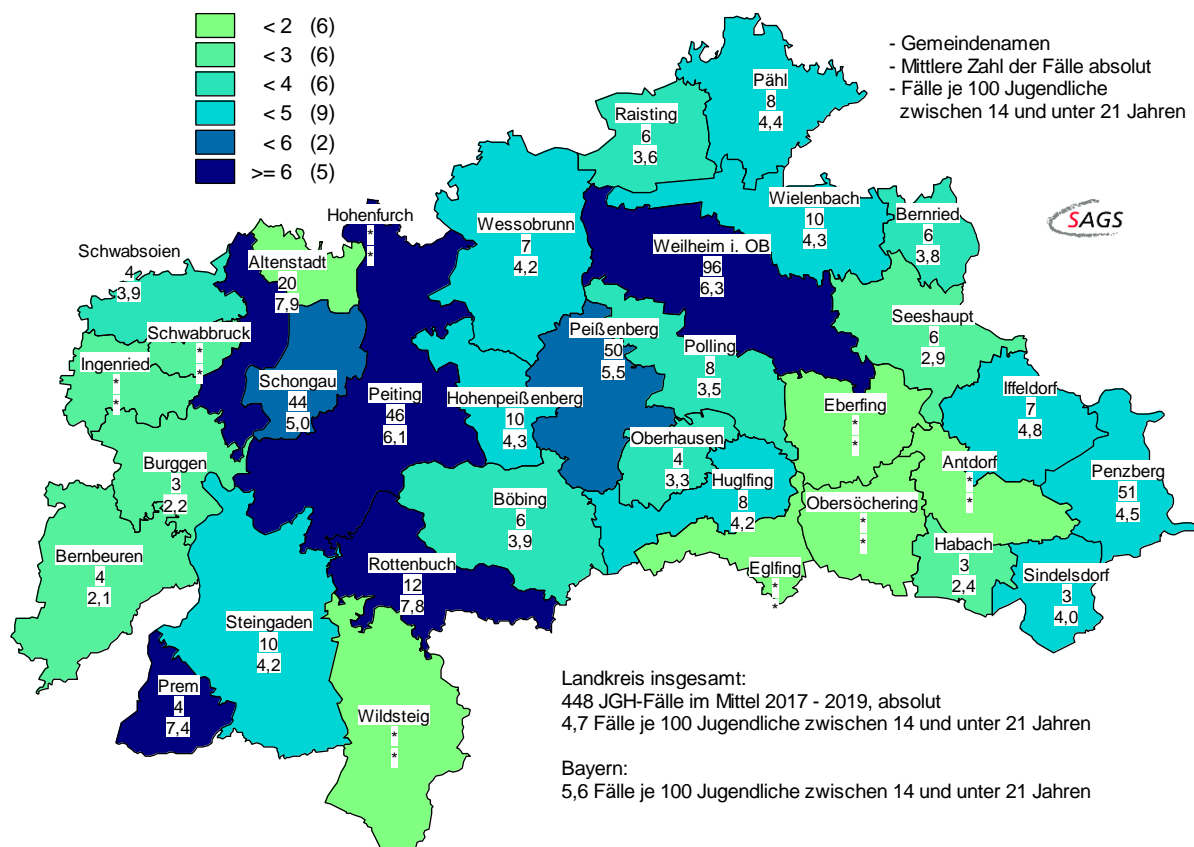 < 2 (6)
< 3 (6)
< 4 (6)
< 5 (9)
< 6 (2)
>= 6 (5)
- Gemeindenamen
- Mittlere Zahl der Fälle absolut
- Fälle je 100 Jugendliche
zwischen 14 und unter 21 Jahren
SAGS
Pähl
8
4,4
Raisting
6
3,6
Wielenbach
10
4,3
Bernried
6
3,8
Hohenfurch
*
*
Wessobrunn
7
4,2
Weilheim i. OB
96
6,3
Schwabsoien
4
3,9
Altenstadt
20
7,9
Seeshaupt
6
2,9
Schwabbruck
*
*
Peißenberg
50
5,5
Polling
8
3,5
Ingenried
*
*
Schongau
44
5,0
Peiting
46
6,1
Hohenpeißenberg
10
4,3
Eberfing
*
*
Iffeldorf
7
4,8
Burggen
3
2,2
Oberhausen
4
3,3
Huglfing
8
4,2
Antdorf
*
*
Penzberg
51
4,5
Böbing
6
3,9
Obersöchering
*
*
Bernbeuren
4
2,1
Rottenbuch
12
7,8
Eglfing
*
*
Habach
3
2,4
Sindelsdorf
3
4,0
Steingaden
10
4,2
Prem
4
7,4
Wildsteig
*
*
Landkreis insgesamt:
448 JGH-Fälle im Mittel 2017 - 2019, absolut
4,7 Fälle je 100 Jugendliche zwischen 14 und unter 21 Jahren
Bayern:
5,6 Fälle je 100 Jugendliche zwischen 14 und unter 21 Jahren